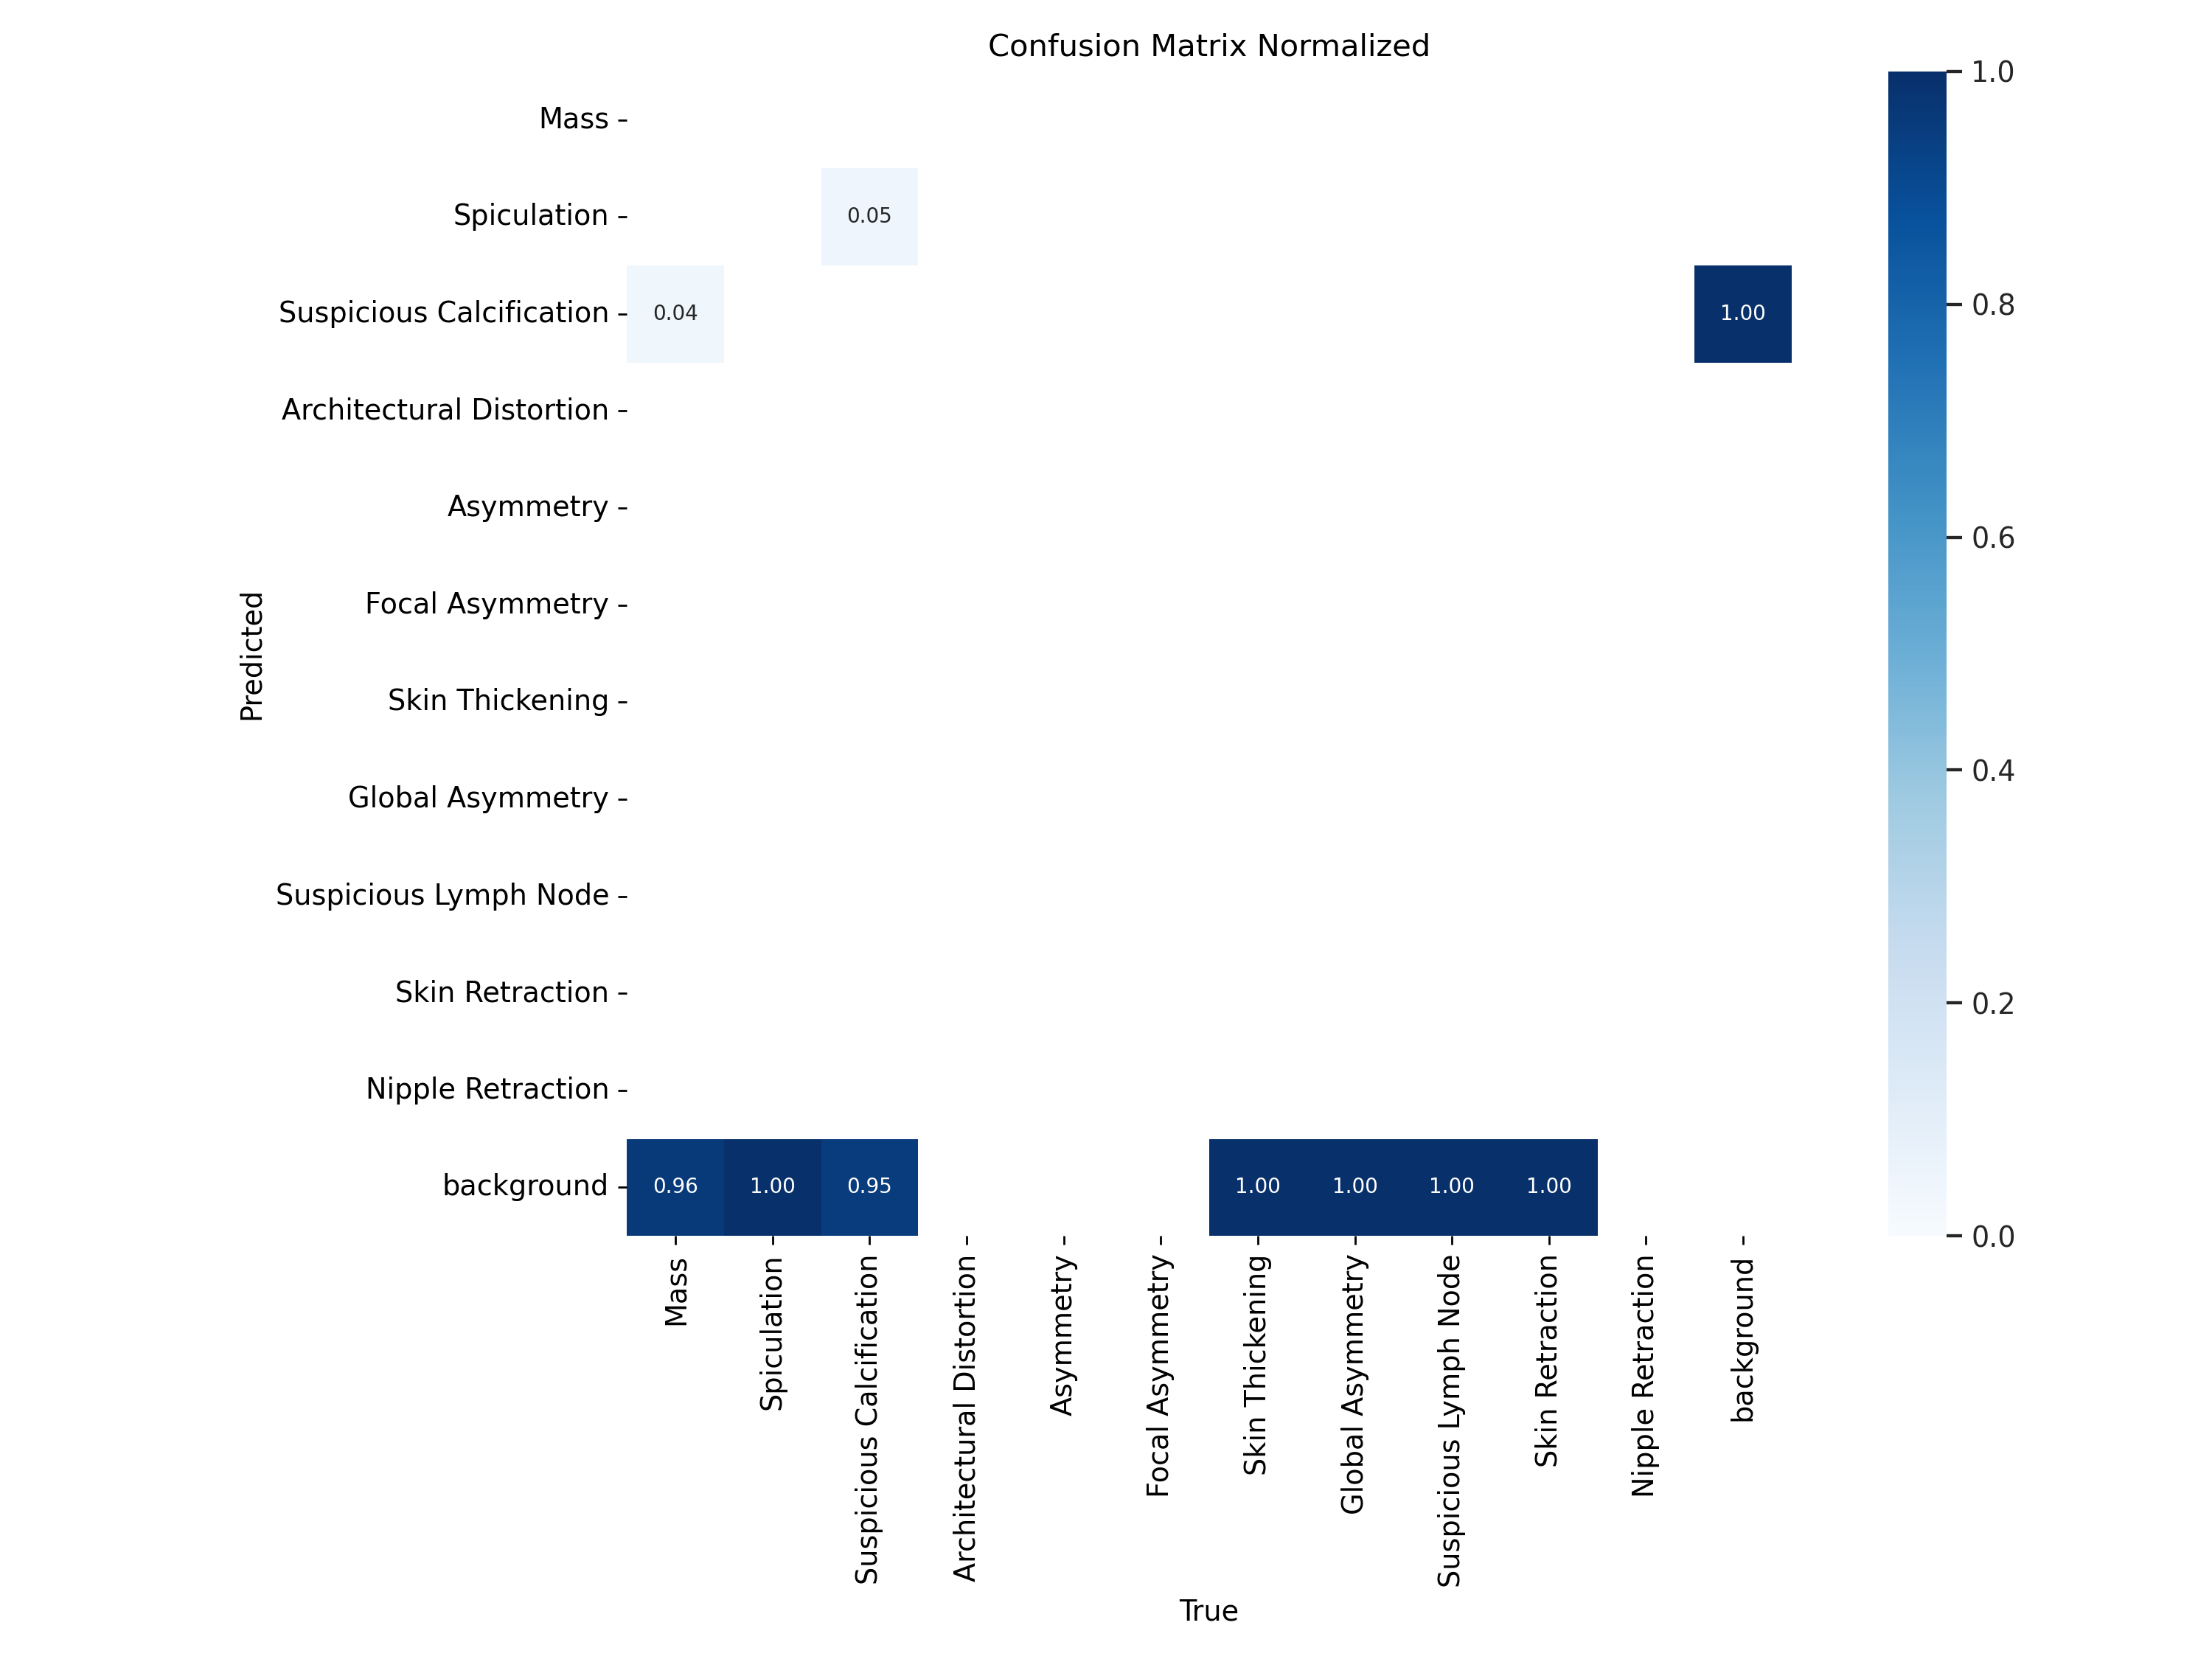 Confusion Matrix Normalized
Mass
Spiculation
0.05
Suspicious Calcification
0.04
1.00
Architectural Distortion
Asymmetry
Focal Asymmetry
Skin Thickening
Global Asymmetry
Suspicious Lymph Node
Skin Retraction
Nipple Retraction
background
0.96
1.00
0.95
1.00
1.00
1.00
1.00
Predicted
Mass
Spiculation
Suspicious Calcification
Architectural Distortion
Asymmetry
Focal Asymmetry
Skin Thickening
Global Asymmetry
Suspicious Lymph Node
Skin Retraction
Nipple Retraction
background
True
1.0
0.8
0.6
0.4
0.2
0.0